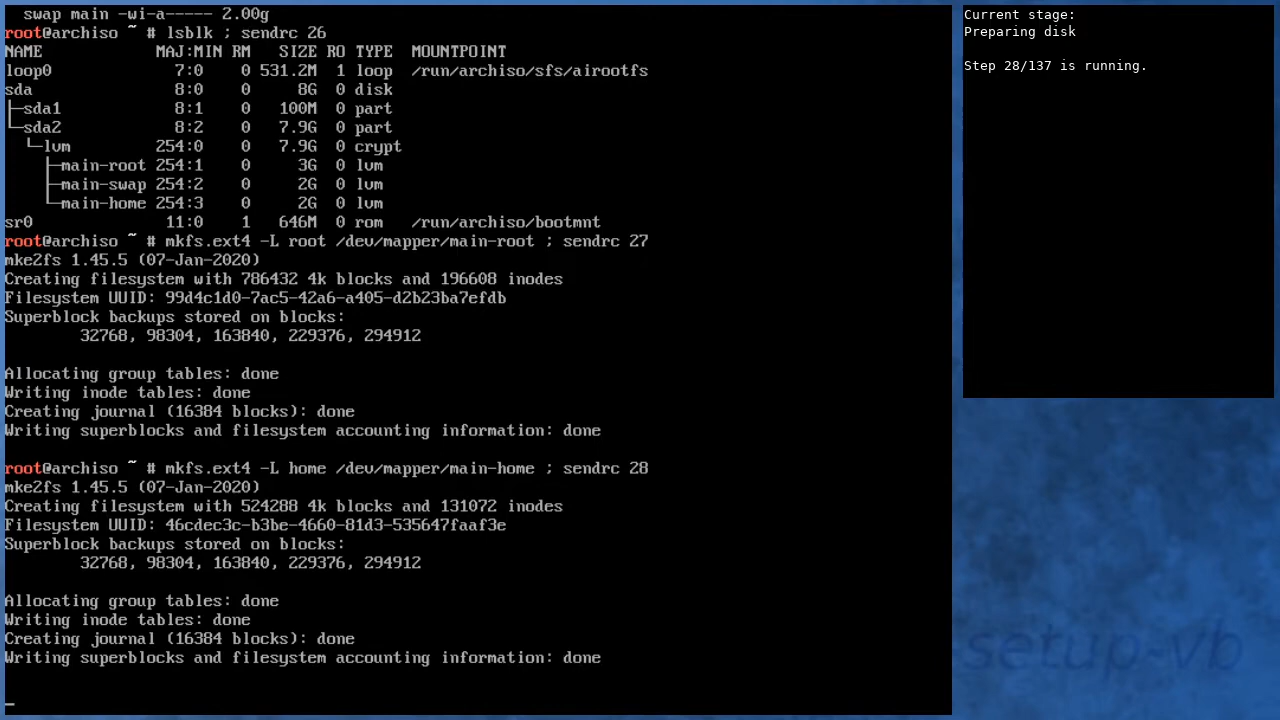 swap main -wi-a----- 2.00g
root@archiso ~ # lsblk ; sendrc 26
NAME              MAJ:MIN RM   SIZE RO TYPE  MOUNTPOINT
loop0               7:0    0 531.2M  1 loop  /run/archiso/sfs/airootfs
sda                 8:0    0     8G  0 disk
├─sda1              8:1    0   100M  0 part
└─sda2              8:2    0   7.9G  0 part
  └─lvm           254:0    0   7.9G  0 crypt
    ├─main-root   254:1    0     3G  0 lvm
    ├─main-swap   254:2    0     2G  0 lvm
    └─main-home   254:3    0     2G  0 lvm
sr0                11:0    1   646M  0 rom   /run/archiso/bootmnt
root@archiso ~ # mkfs.ext4 -L root /dev/mapper/main-root ; sendrc 27
mke2fs 1.45.5 (07-Jan-2020)
Creating filesystem with 786432 4k blocks and 196608 inodes
Filesystem UUID: 99d4c1d0-7ac5-42a6-a405-d2b23ba7efdb
Superblock backups stored on blocks:
        32768, 98304, 163840, 229376, 294912
Allocating group tables: done
Writing inode tables: done
Creating journal (16384 blocks): done
Writing superblocks and filesystem accounting information: done
root@archiso ~ # mkfs.ext4 -L home /dev/mapper/main-home ; sendrc 28
mke2fs 1.45.5 (07-Jan-2020)
Creating filesystem with 524288 4k blocks and 131072 inodes
Filesystem UUID: 46cdec3c-b3be-4660-81d3-535647faaf3e
Superblock backups stored on blocks:
        32768, 98304, 163840, 229376, 294912
Allocating group tables: done
Writing inode tables: done
Creating journal (16384 blocks): done
Writing superblocks and filesystem accounting information: done
Current stage:
Preparing disk
Step 28/137 is running.
-setup-vb